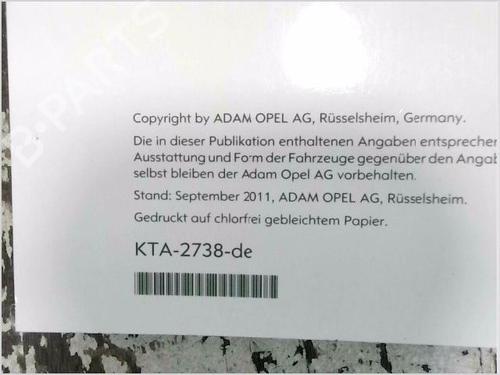 B-PARTS
Copyright by ADAM OPEL AG, Rüsselsheim, Germany.
Die in dieser Publikation enthaltenen Angaben entsprechen
Ausstattung und Form der Fahrzeuge gegenüber den Angab
selbst bleiben der Adam Opel AG vorbehalten.
Stand: September 2011, ADAM OPEL AG, Rüsselsheim.
Gedruckt auf chlorfrei gebleichtem Papier.
KTA-2738-de